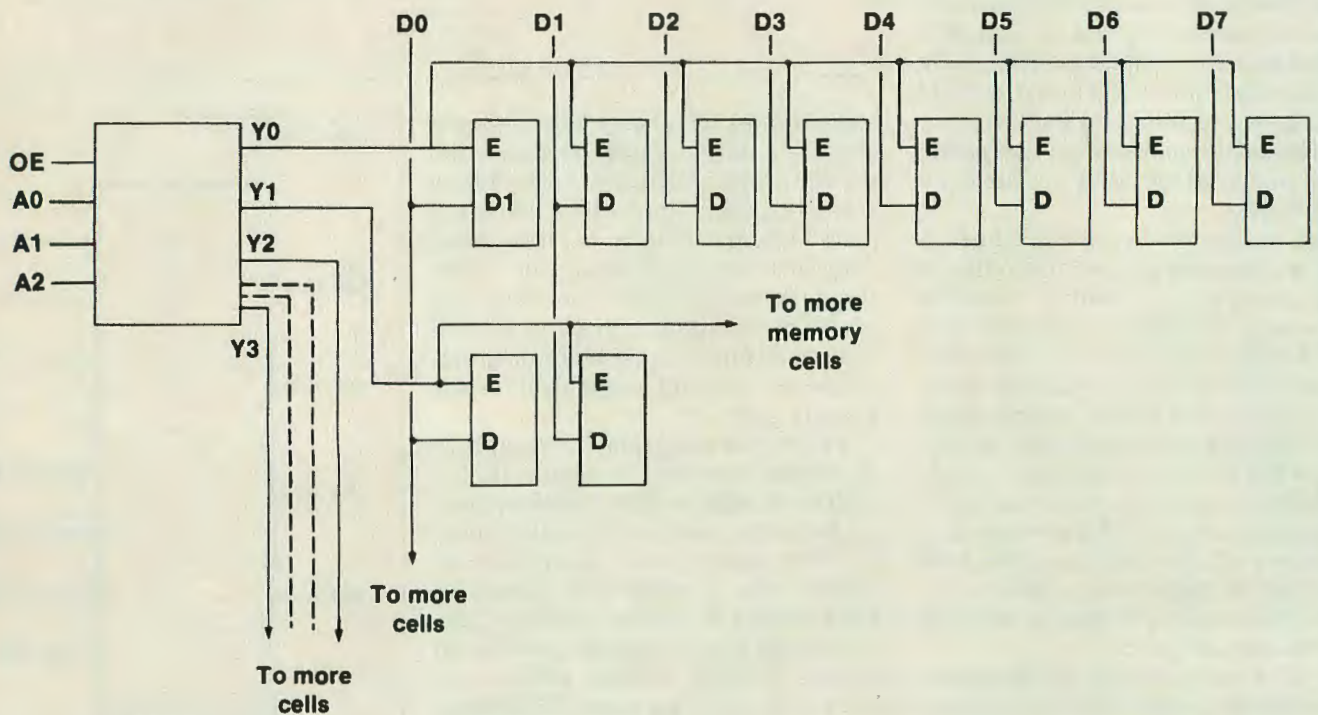 D0 D1 D2 D3 D4 D5 D6 D7
Y0
OE
A0
A1
A2
Y1
Y2
Y3
E E E E E E E E
D1 D D D D D D D
To more
memory
cells
E E
D D
To more
cells
To more
cells